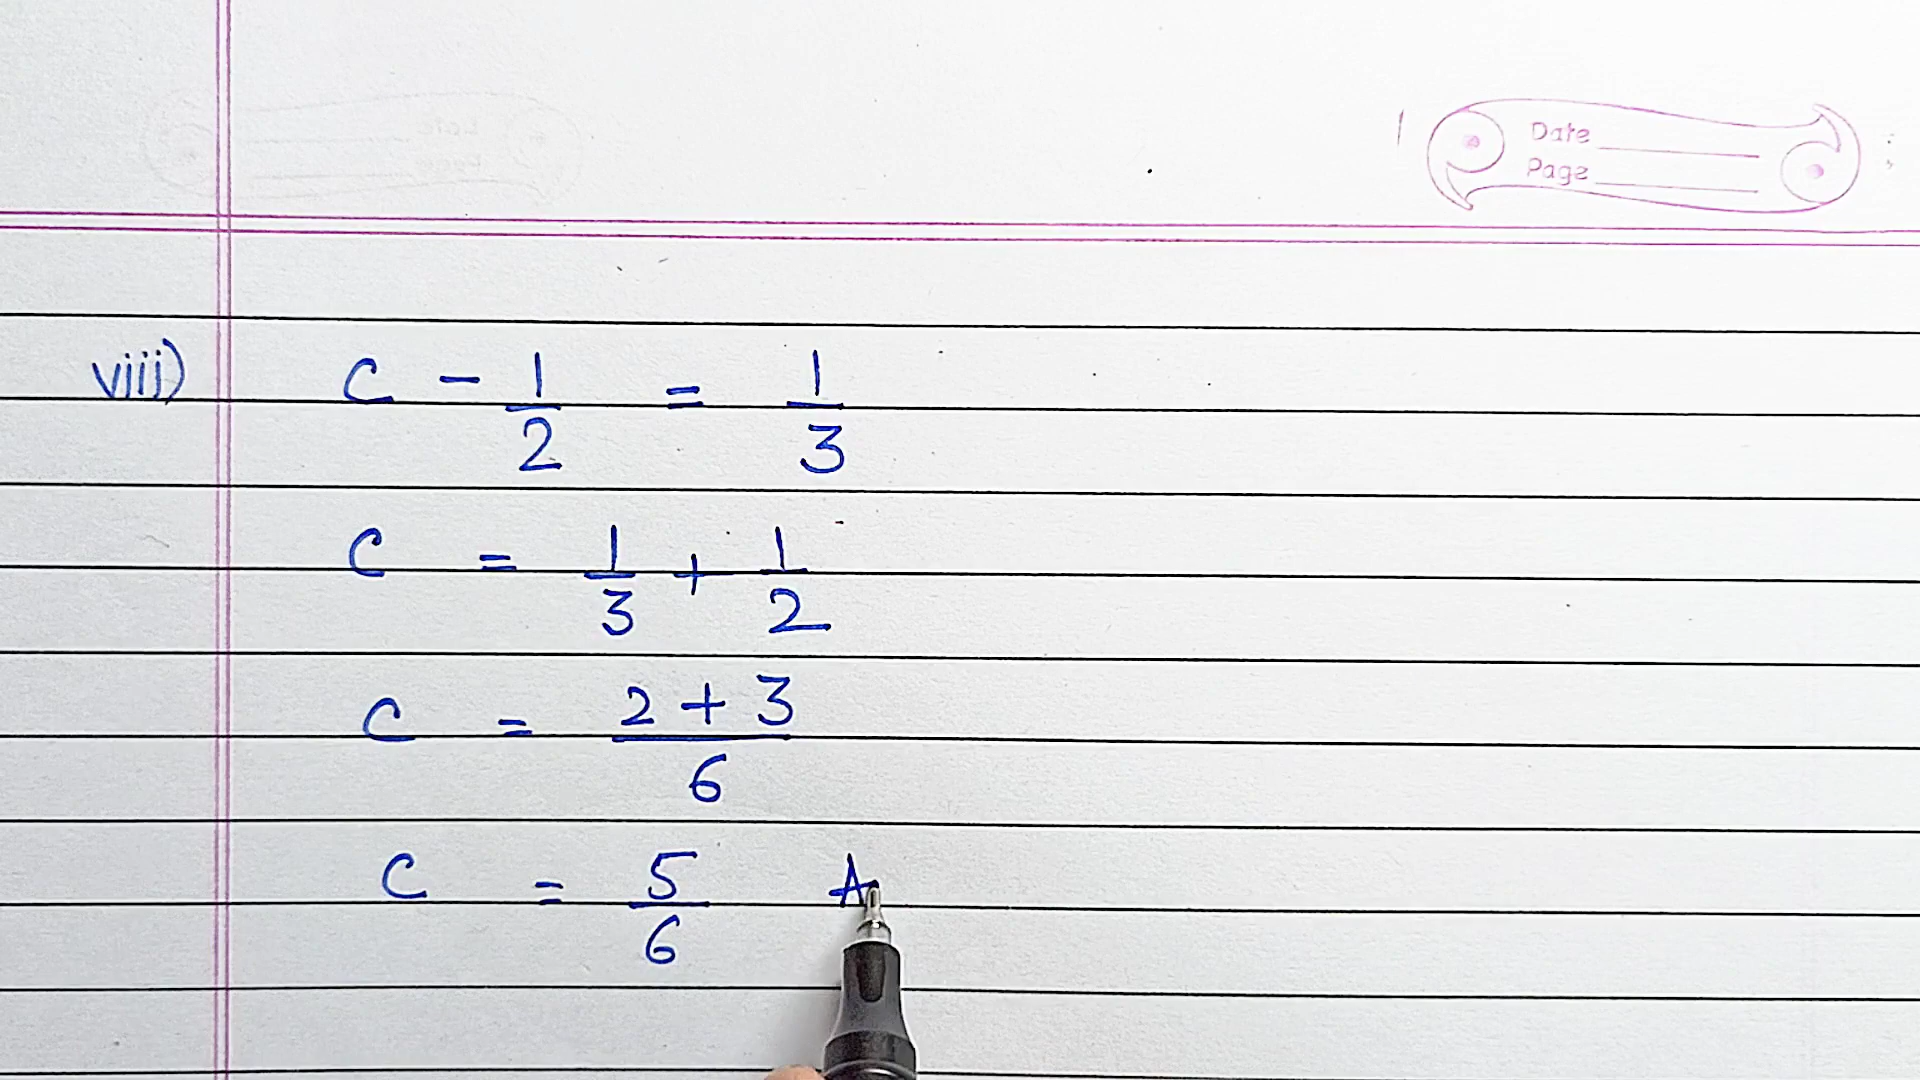 Date
Page
viii) C - 1/2 = 1/3
C = 1/3 + 1/2
C = 2 + 3/6
C = 5/6 A